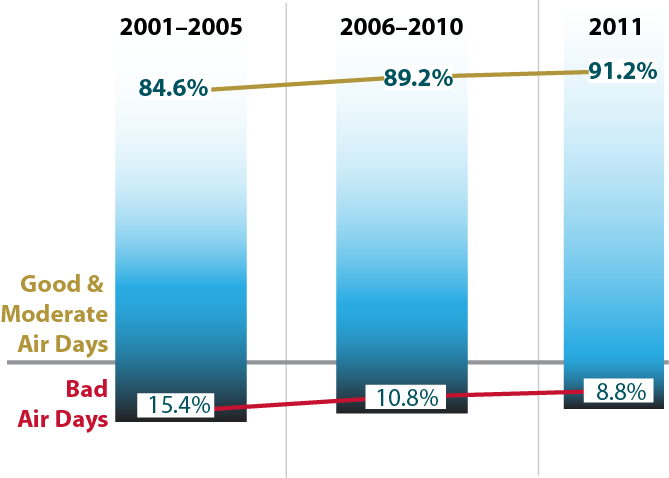 2001–2005
2006–2010
2011
84.6%
89.2%
91.2%
Good &
Moderate
Air Days
Bad
Air Days
15.4%
10.8%
8.8%